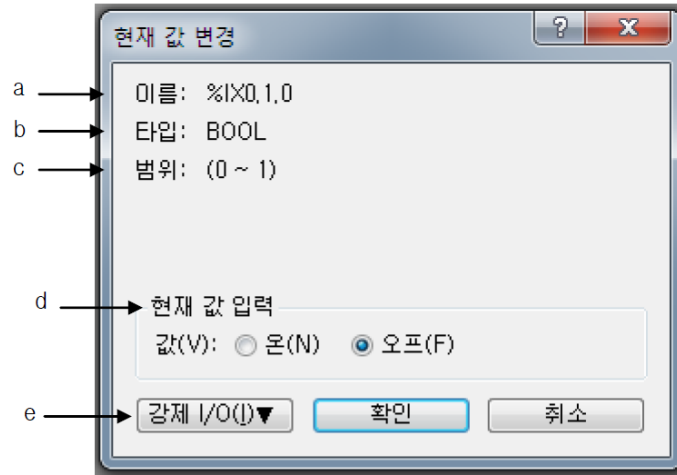 현재 값 변경
a 이름: %IX0,1,0
b 타입: BOOL
c 범위: (0 ~ 1)
d 현재 값 입력
값(V): 온(N) 오프(F)
e 강제 I/O(I)▼ 확인 취소